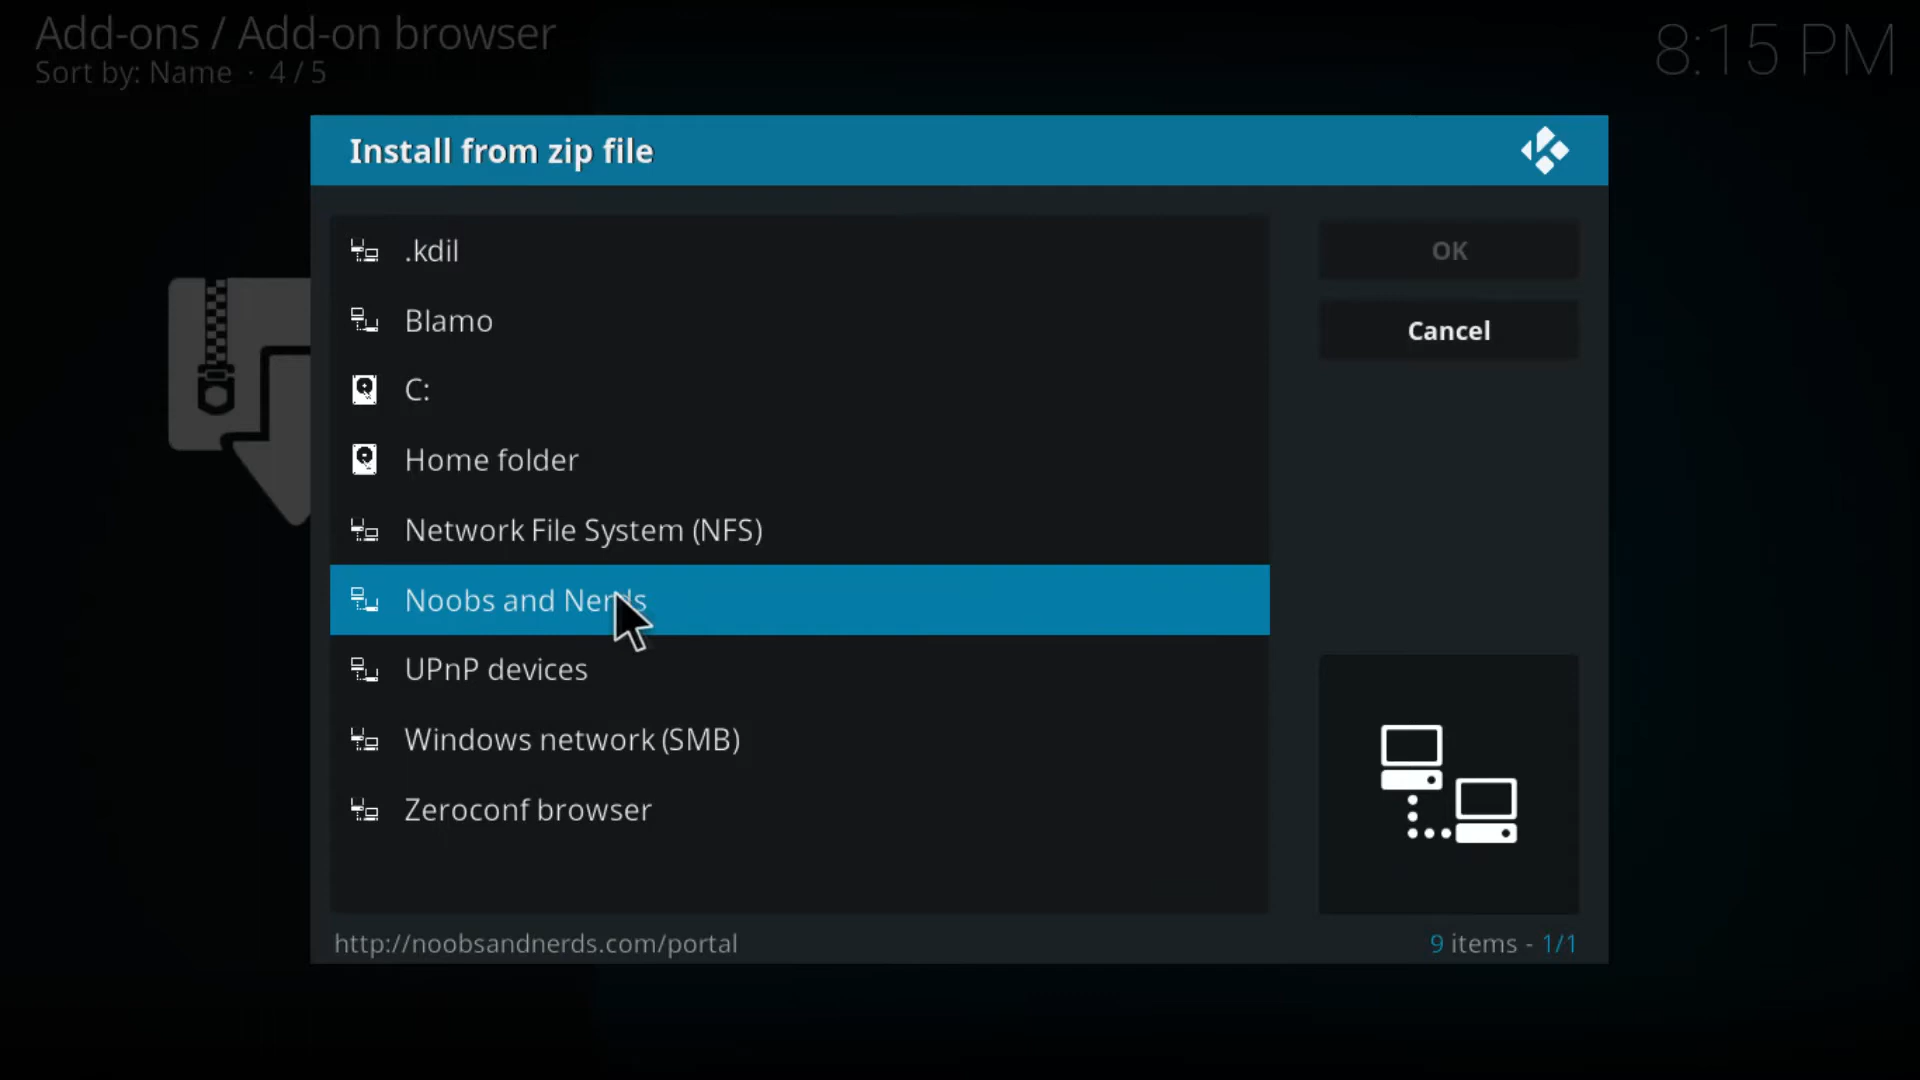 Add-ons / Add-on browser
Sort by: Name · 4 / 5
8:15 PM
Install from zip file
.kdil
Blamo
C:
Home folder
Network File System (NFS)
Noobs and Nerds
UPnP devices
Windows network (SMB)
Zeroconf browser
OK
Cancel
http://noobsandnerds.com/portal
9 items - 1/1